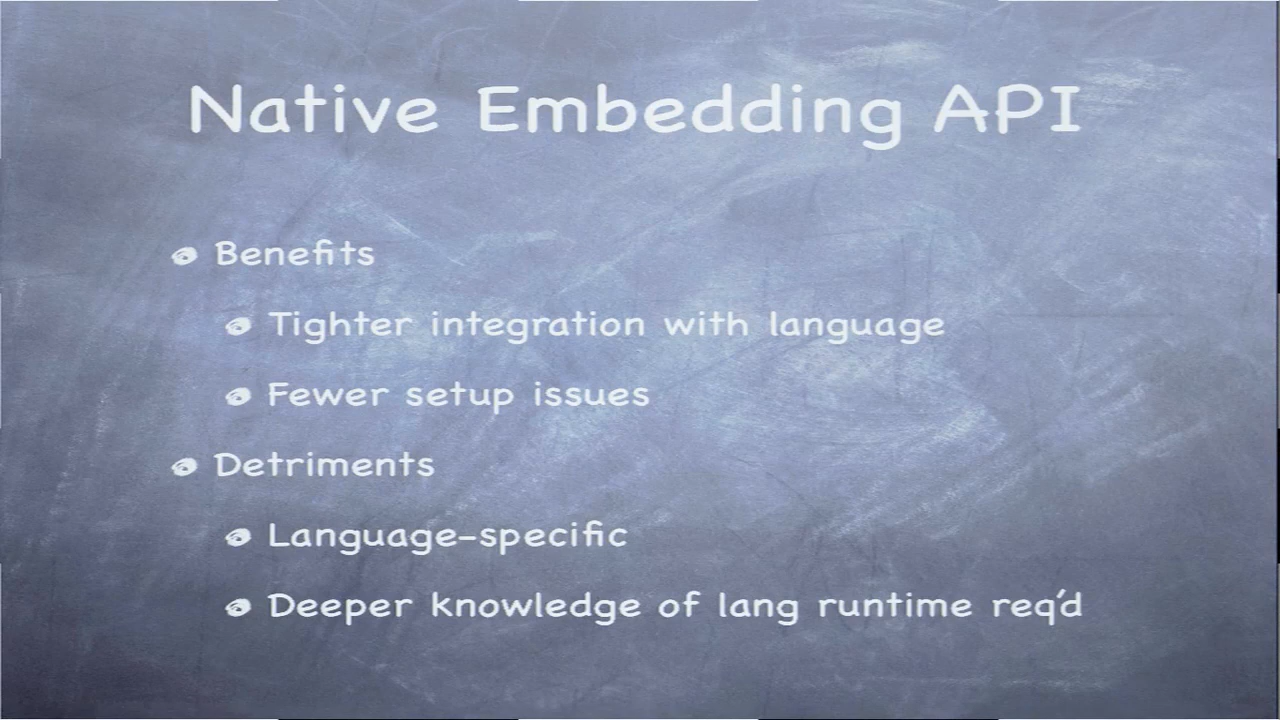 Native Embedding API
Benefits
Tighter integration with language
Fewer setup issues
Detriments
Language-specific
Deeper knowledge of lang runtime req'd